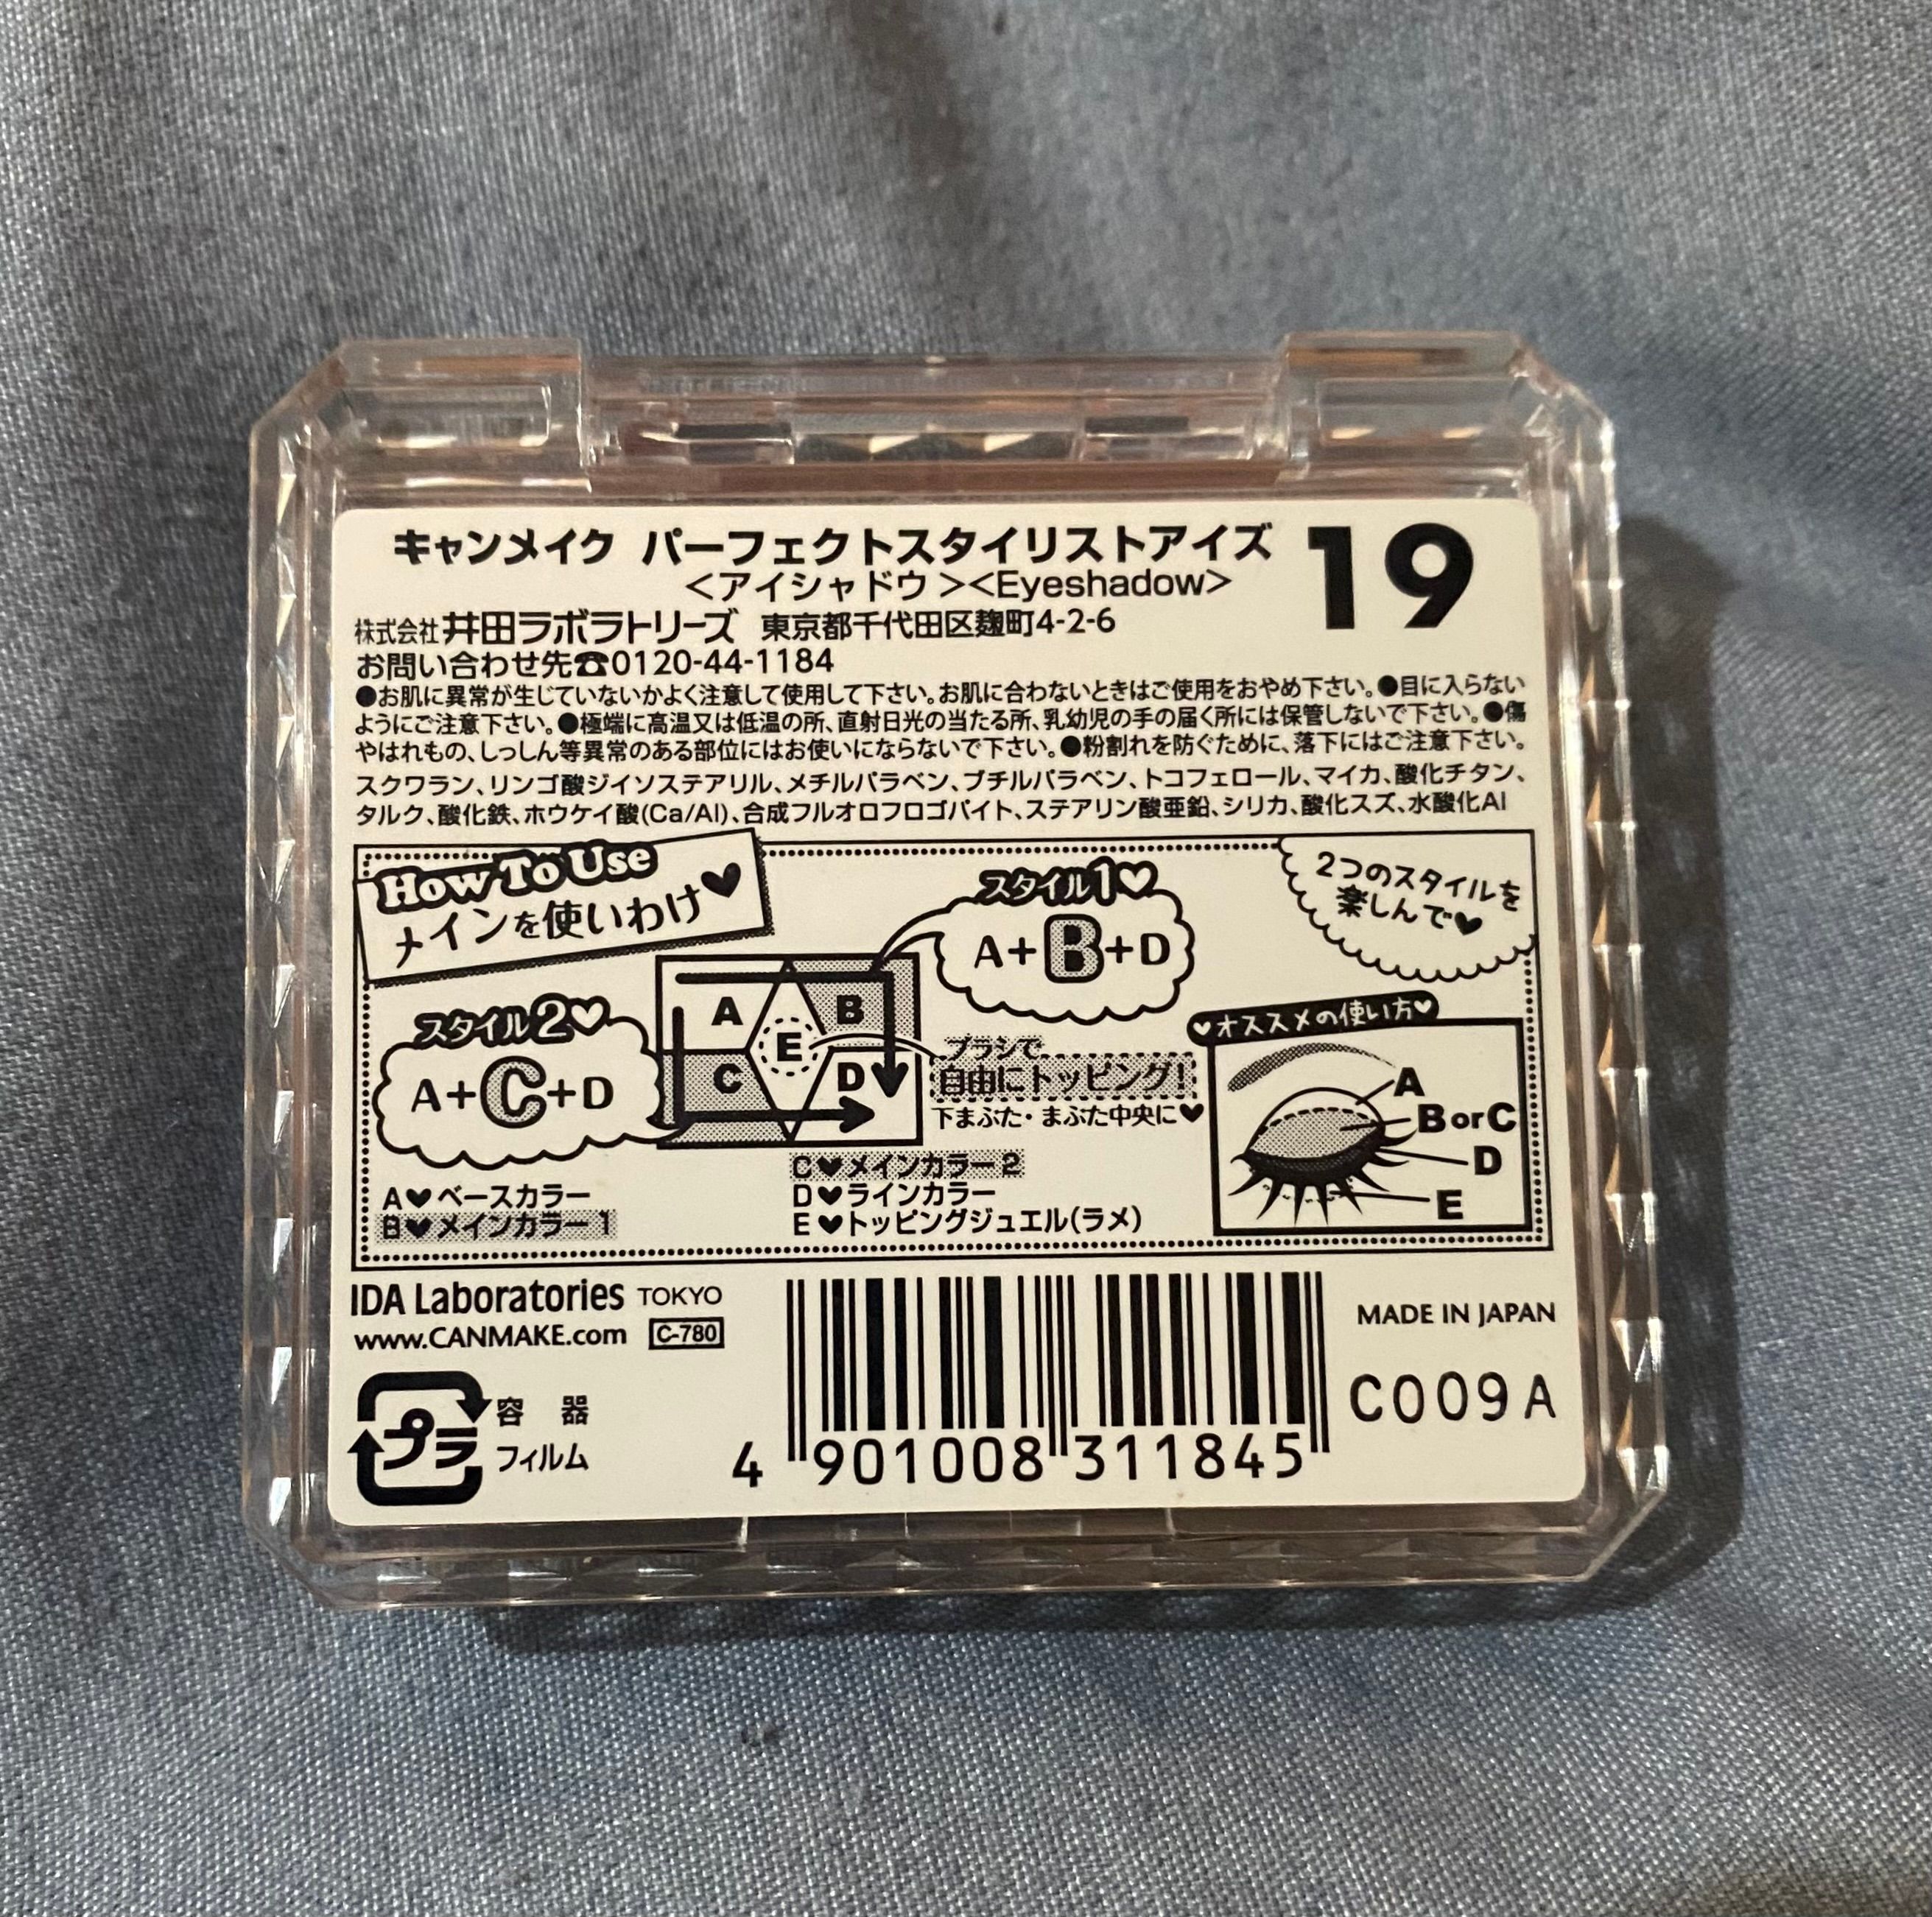 キャンメイク パーフェクトスタイリストアイズ 19
<アイシャドウ><Eyeshadow>
株式会社 井田ラボラトリーズ 東京都千代田区麹町4-2-6
お問い合わせ先☎0120-44-1184
●お肌に異常が生じていないかよく注意して使用して下さい。お肌に合わないときはご使用をおやめ下さい。●目に入らない
ようにご注意下さい。●極端に高温又は低温の所、直射日光の当たる所、乳幼児の手の届く所には保管しないで下さい。●傷
やはれもの、しっしん等異常のある部位にはお使いにならないで下さい。●粉割れを防ぐために、落下にはご注意下さい。
スクワラン、リンゴ酸ジイソステアリル、メチルパラベン、ブチルパラベン、トコフェロール、マイカ、酸化チタン、
タルク、酸化鉄、ホウケイ酸(Ca/Al)、合成フルオロフロゴパイト、ステアリン酸亜鉛、シリカ、酸化スズ、水酸化Al
How To Use
メインを使いわけ♥
スタイル1♡
A+B+D
2つのスタイルを
楽しんで♥
スタイル2♡
A+C+D
A
B
E
C
D
ブラシで
自由にトッピング!
下まぶた・まぶた中央に♥
♥オススメの使い方♥
A
B or C
D
E
A♥ベースカラー
B♥メインカラー1
C♥メインカラー2
D♥ラインカラー
E♥トッピングジュエル(ラメ)
IDA Laboratories TOKYO
www.CANMAKE.com C-780
プラ
容 器
フィルム
4 901008 311845
MADE IN JAPAN
C009A